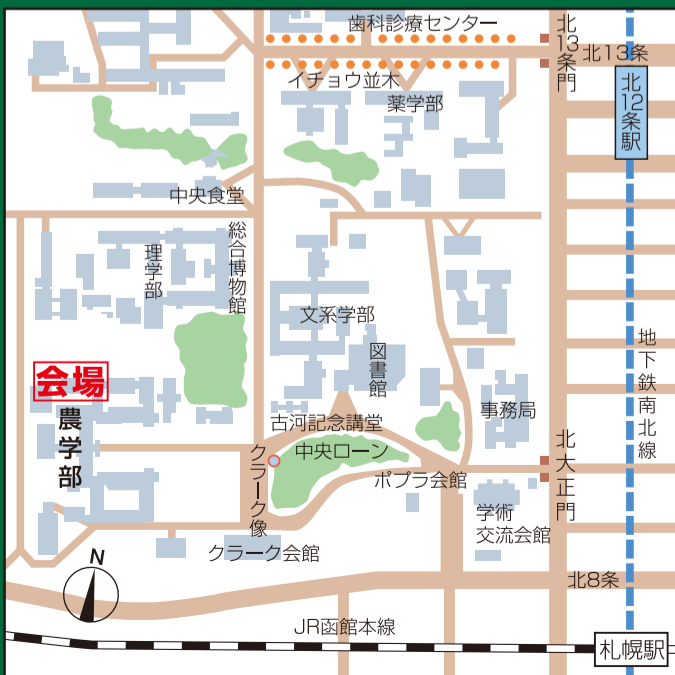 歯科診療センター
北13条門
北13条
イチョウ並木
薬学部
北12条駅
中央食堂
総合博物館
理学部
文系学部
地下鉄南北線
図書館
会場
農学部
事務局
古河記念講堂
北大正門
クラーク像
中央ローン
ポプラ会館
学術
交流会館
クラーク会館
N
北8条
JR函館本線
札幌駅